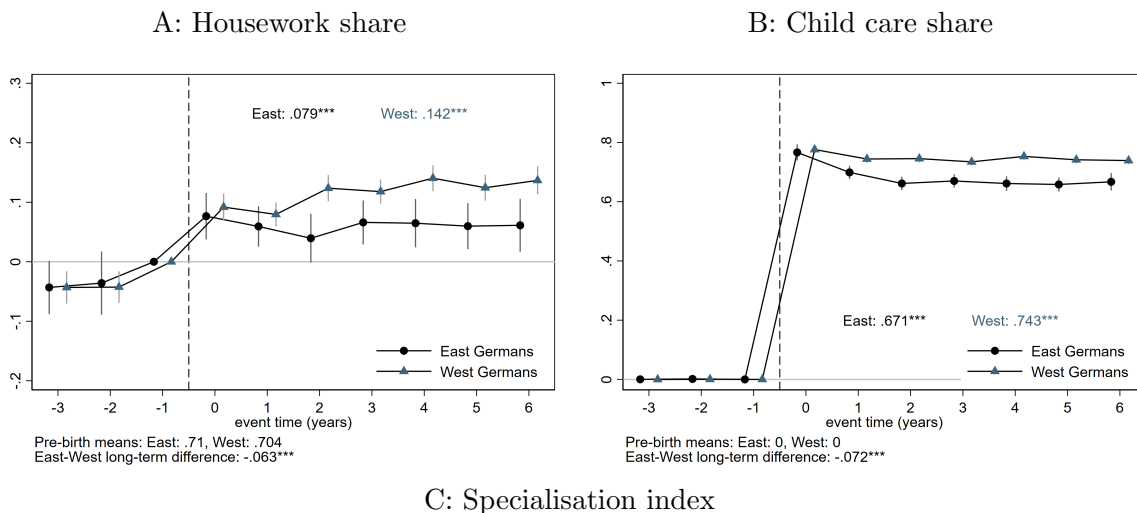 A: Housework share
.3
.2
.1
0
-.1
-.2
East: .079***
West: .142***
East Germans
West Germans
-3 -2 -1 0 1 2 3 4 5 6
event time (years)
Pre-birth means: East: .71, West: .704
East-West long-term difference: -.063***
B: Child care share
1
.8
.6
.4
.2
0
East: .671***
West: .743***
East Germans
West Germans
-3 -2 -1 0 1 2 3 4 5 6
event time (years)
Pre-birth means: East: 0, West: 0
East-West long-term difference: -.072***
C: Specialisation index